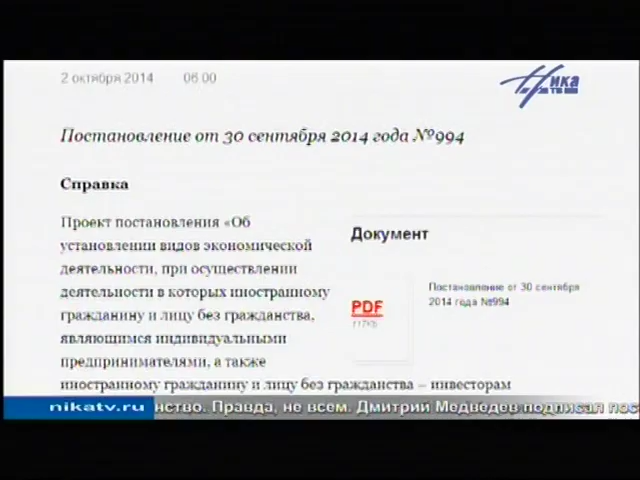 2 октября 2014 06:00
Ника
ТВ
Постановление от 30 сентября 2014 года №994
Справка
Проект постановления «Об
установлении видов экономической
деятельности, при осуществлении
деятельности в которых иностранному
гражданину и лицу без гражданства,
являющимся индивидуальными
предпринимателями, а также
иностранному гражданину и лицу без гражданства – инвесторам
Документ
PDF
117Kb
Постановление от 30 сентября
2014 года №994
nikatv.ru нство. Правда, не всем. Дмитрий Медведев подписал пос